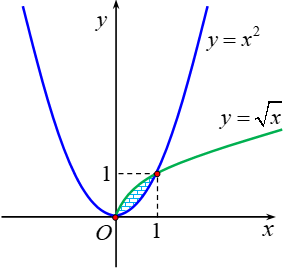 y
y = x²
y = √x
1
O
1
x